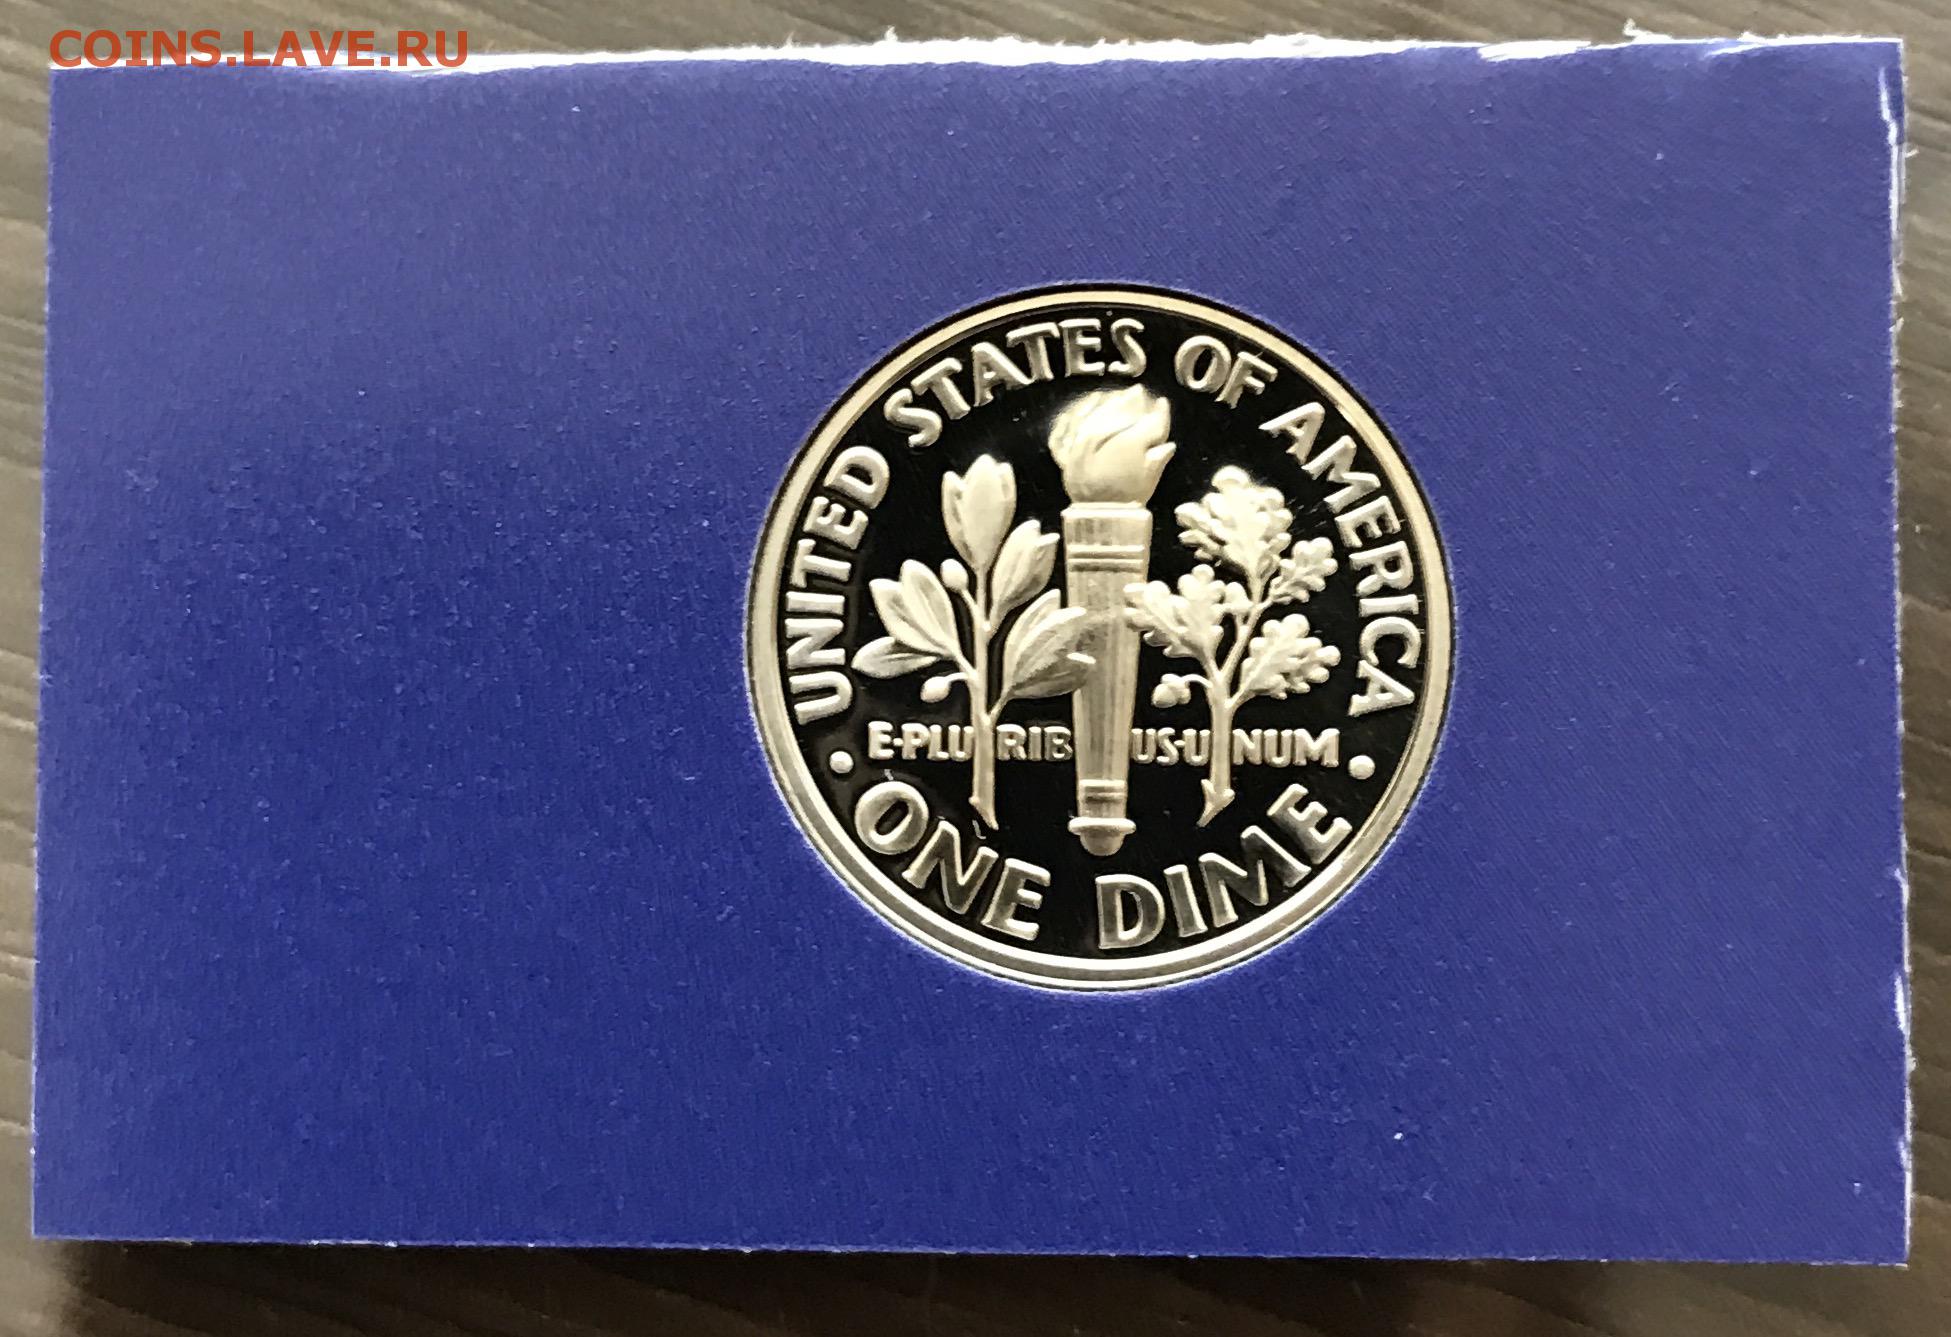 COINS.LAVE.RU
UNITED STATES OF AMERICA
E·PLURIBUS·UNUM
· ONE DIME ·